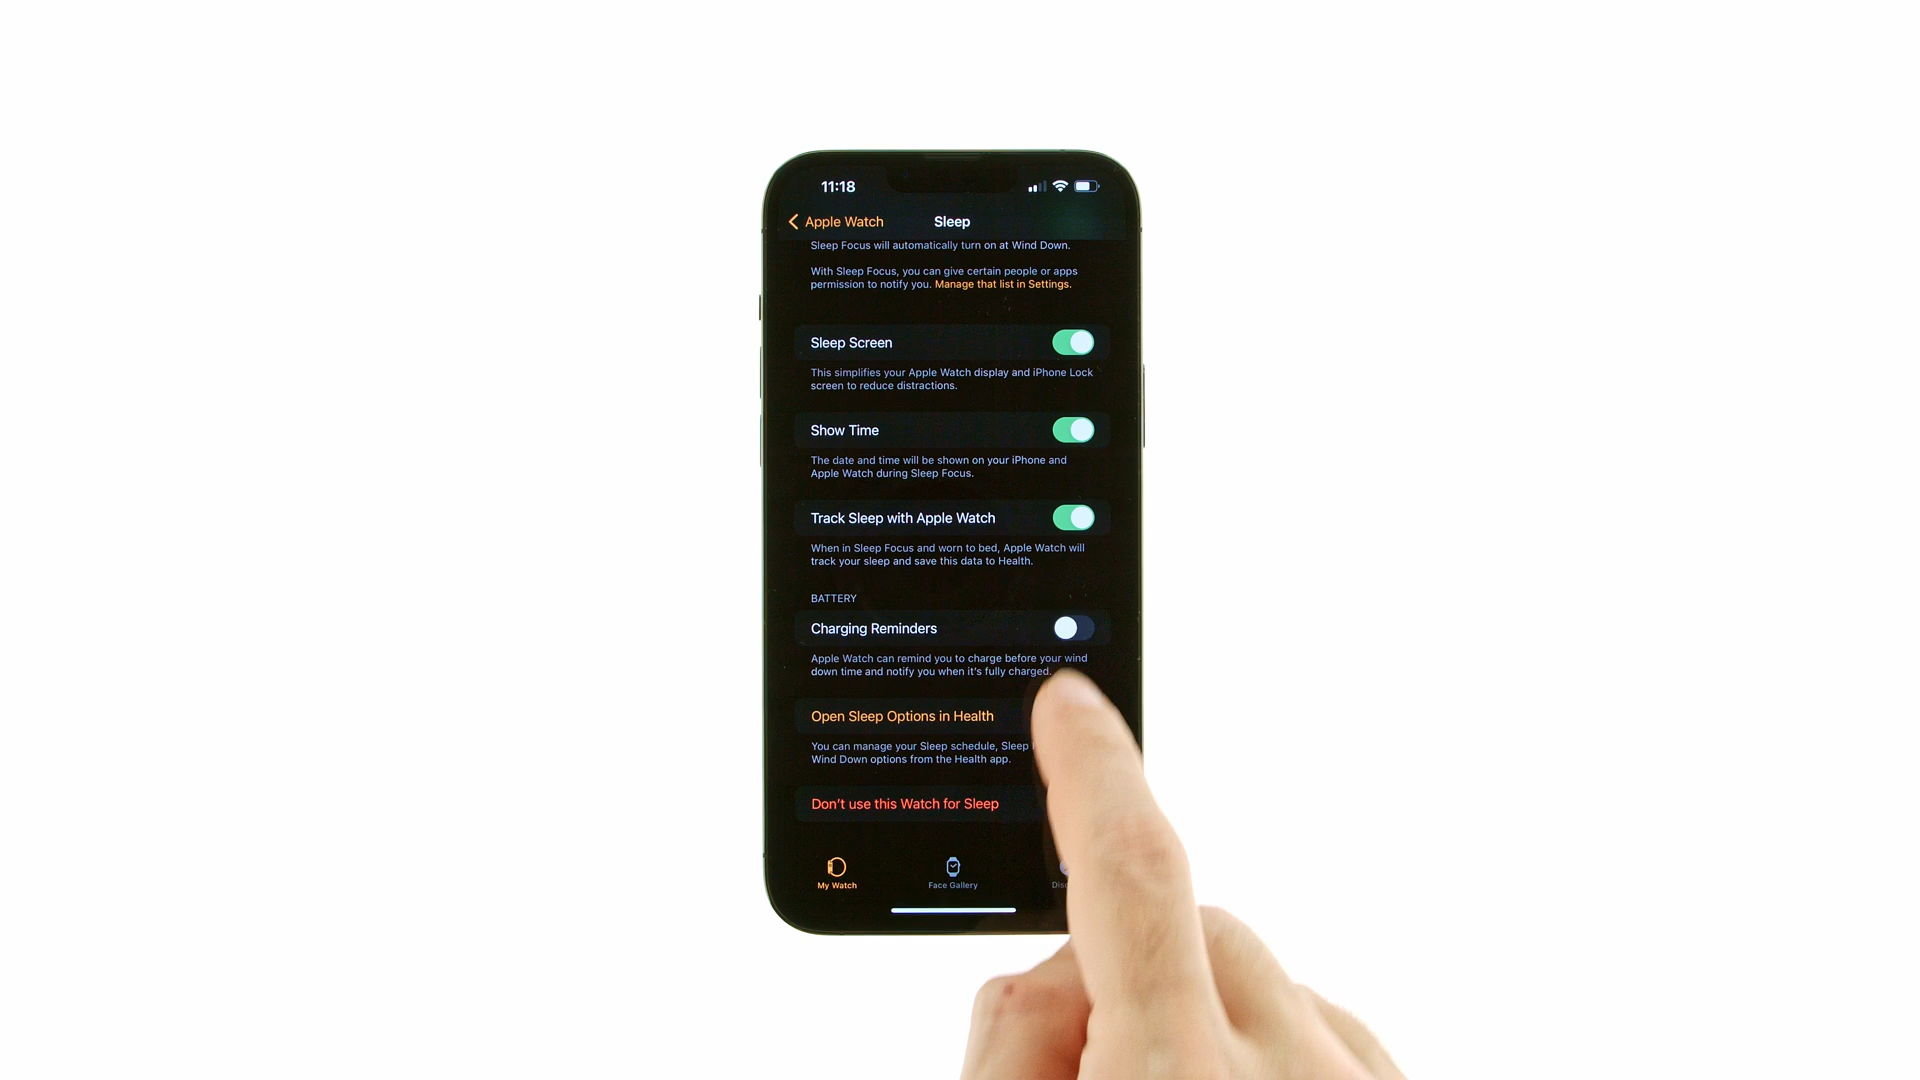 11:18
Apple Watch
Sleep
Sleep Focus will automatically turn on at Wind Down.
With Sleep Focus, you can give certain people or apps
permission to notify you. Manage that list in Settings.
Sleep Screen
This simplifies your Apple Watch display and iPhone Lock
screen to reduce distractions.
Show Time
The date and time will be shown on your iPhone and
Apple Watch during Sleep Focus.
Track Sleep with Apple Watch
When in Sleep Focus and worn to bed, Apple Watch will
track your sleep and save this data to Health.
BATTERY
Charging Reminders
Apple Watch can remind you to charge before your wind
down time and notify you when it's fully charged.
Open Sleep Options in Health
You can manage your Sleep schedule, Sleep
Wind Down options from the Health app.
Don't use this Watch for Sleep
My Watch
Face Gallery